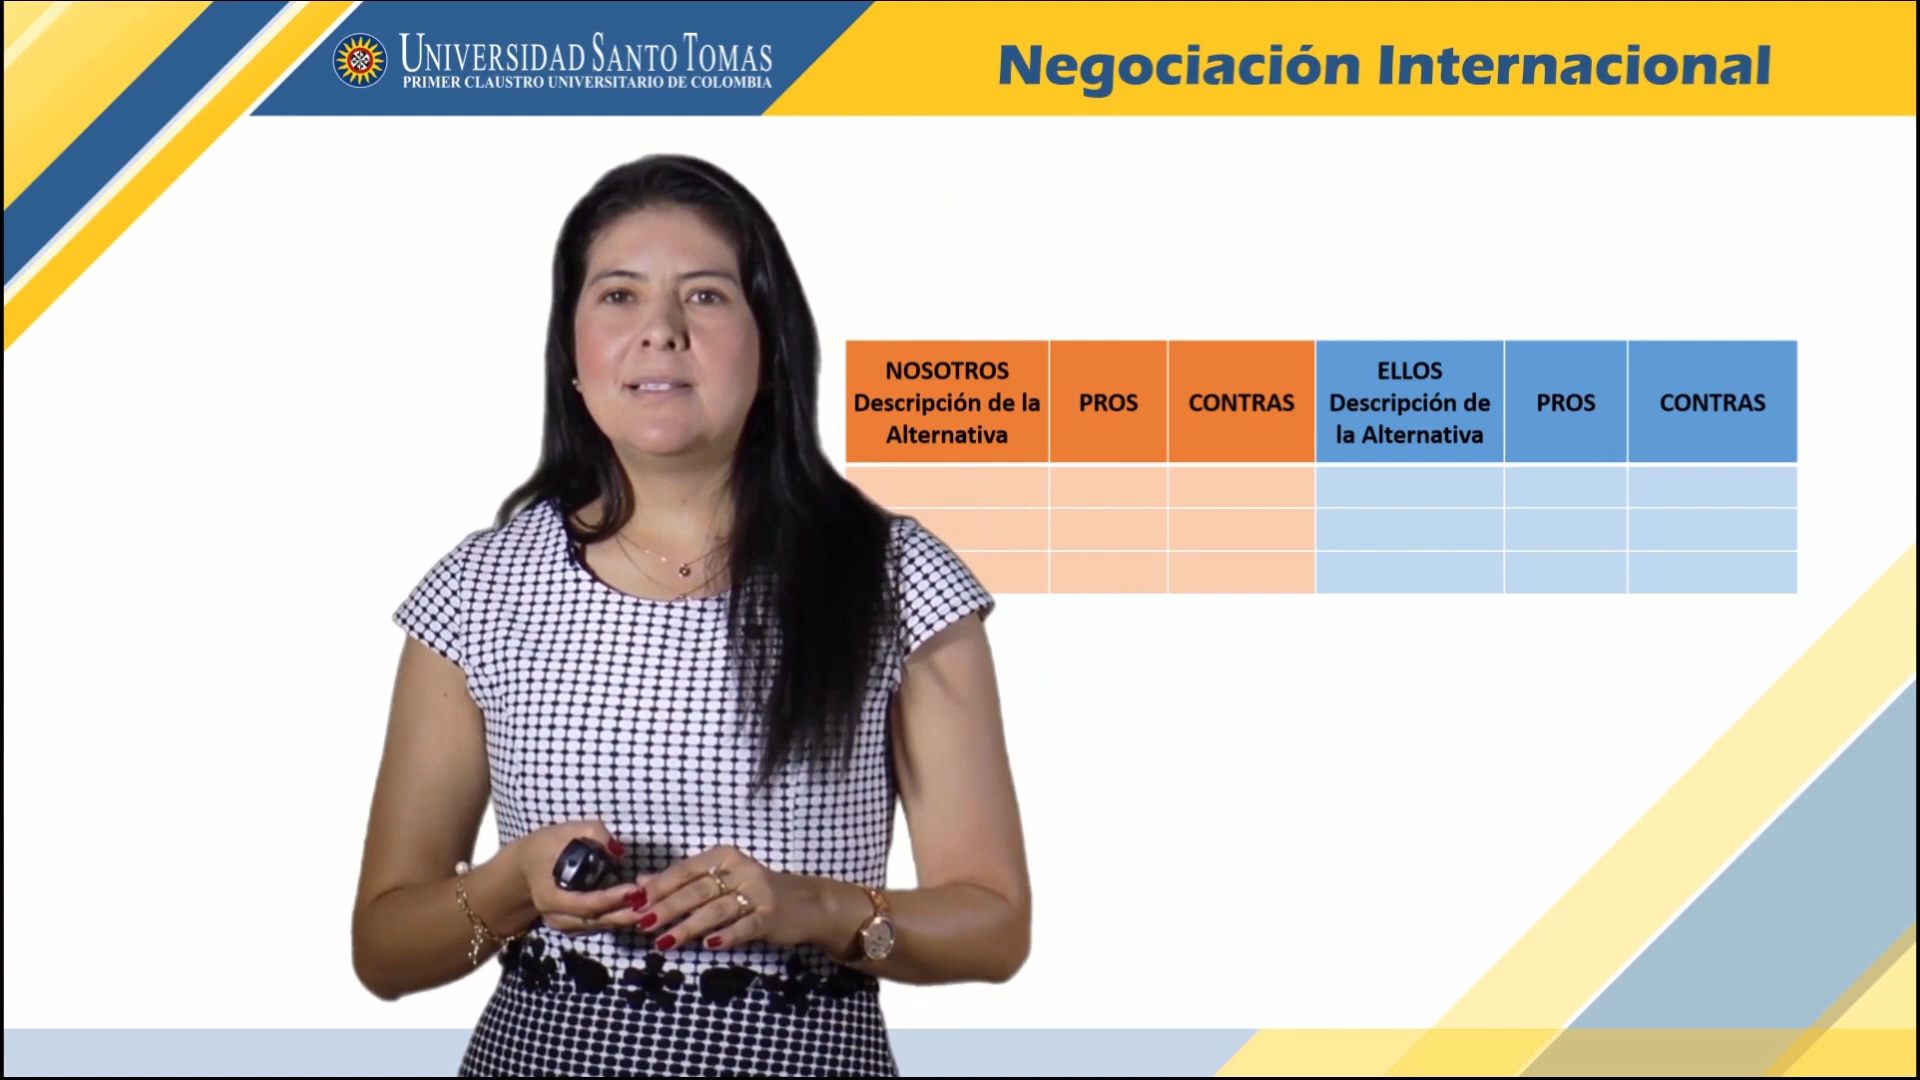 UNIVERSIDAD SANTO TOMAS
PRIMER CLAUSTRO UNIVERSITARIO DE COLOMBIA
Negociación Internacional
NOSOTROS
Descripción de la
Alternativa
PROS
CONTRAS
ELLOS
Descripción de
la Alternativa
PROS
CONTRAS